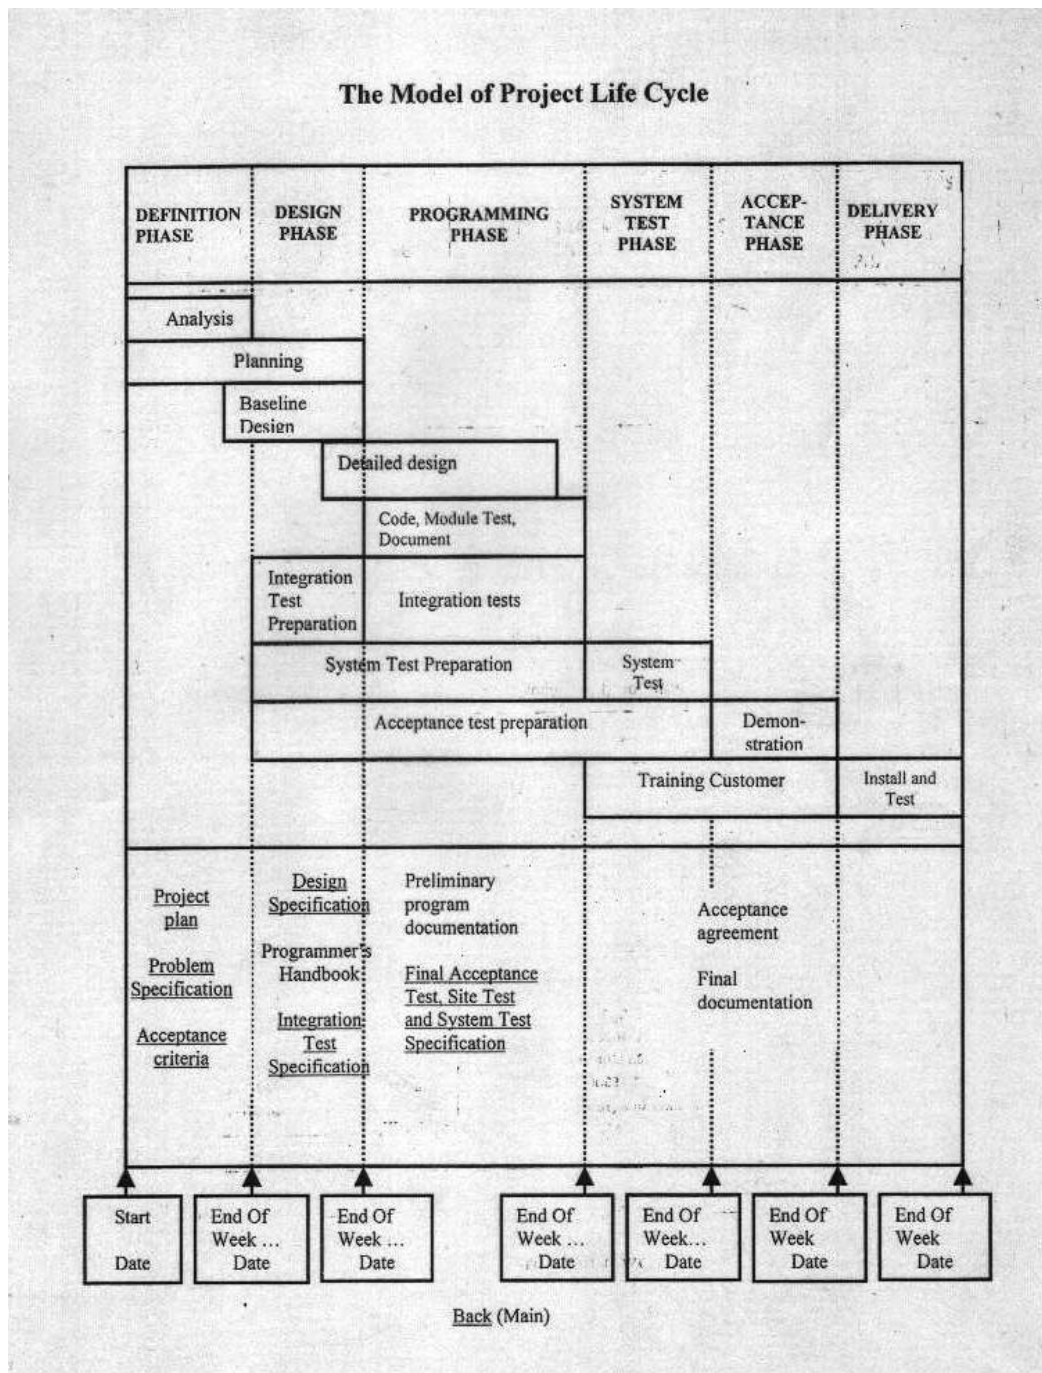 The Model of Project Life Cycle
DEFINITION
PHASE
DESIGN
PHASE
PROGRAMMING
PHASE
SYSTEM
TEST
PHASE
ACCEP-
TANCE
PHASE
DELIVERY
PHASE
Analysis
Planning
Baseline
Design
Detailed design
Code, Module Test,
Document
Integration
Test
Preparation
Integration tests
System Test Preparation
System
Test
Acceptance test preparation
Demon-
stration
Training Customer
Install and
Test
Project
plan
Problem
Specification
Acceptance
criteria
Design
Specification
Programmer's
Handbook
Integration
Test
Specification
Preliminary
program
documentation
Final Acceptance
Test, Site Test
and System Test
Specification
Acceptance
agreement
Final
documentation
Start
Date
End Of
Week ...
Date
End Of
Week ...
Date
End Of
Week ...
Date
End Of
Week...
Date
End Of
Week
Date
End Of
Week
Date
Back (Main)